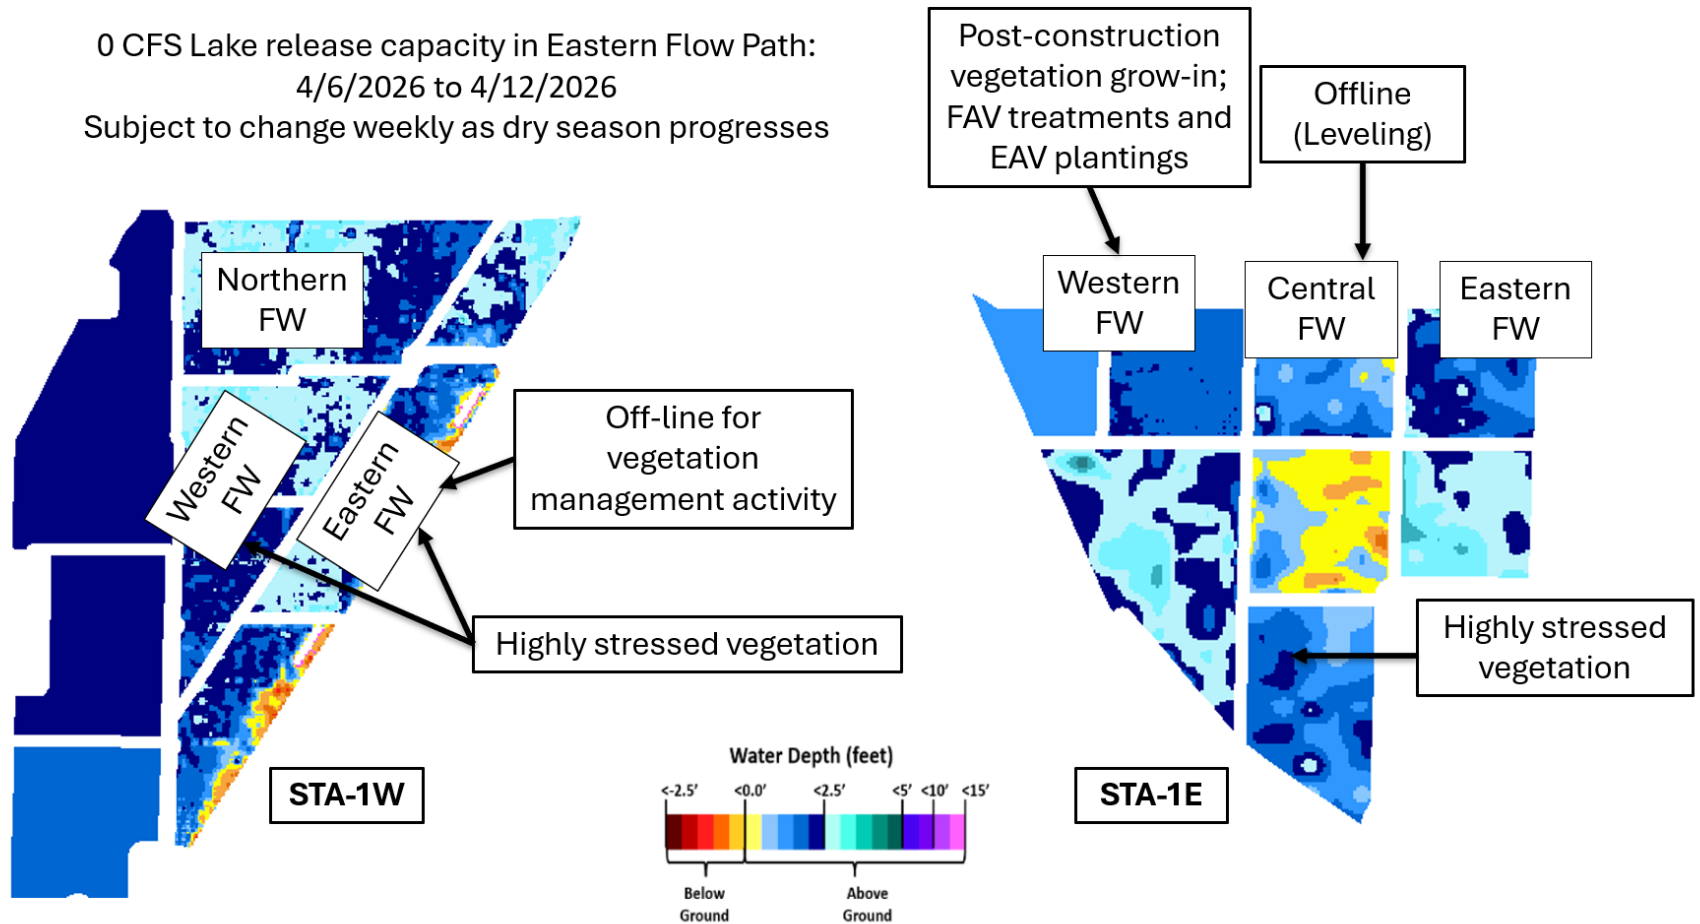 0 CFS Lake release capacity in Eastern Flow Path:
4/6/2026 to 4/12/2026
Subject to change weekly as dry season progresses
Post-construction
vegetation grow-in;
FAV treatments and
EAV plantings
Offline
(Leveling)
Northern
FW
Western
FW
Central
FW
Eastern
FW
Western
FW
Eastern
FW
Off-line for
vegetation
management activity
Highly stressed vegetation
Highly stressed
vegetation
STA-1W
STA-1E
Water Depth (feet)
<-2.5' <0.0' <2.5' <5' <10' <15'
Below
Ground
Above
Ground